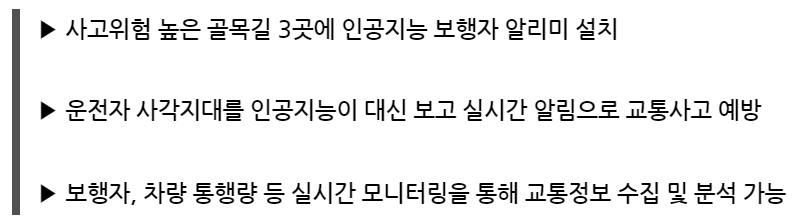 ▶ 사고위험 높은 골목길 3곳에 인공지능 보행자 알리미 설치
▶ 운전자 사각지대를 인공지능이 대신 보고 실시간 알림으로 교통사고 예방
▶ 보행자, 차량 통행량 등 실시간 모니터링을 통해 교통정보 수집 및 분석 가능